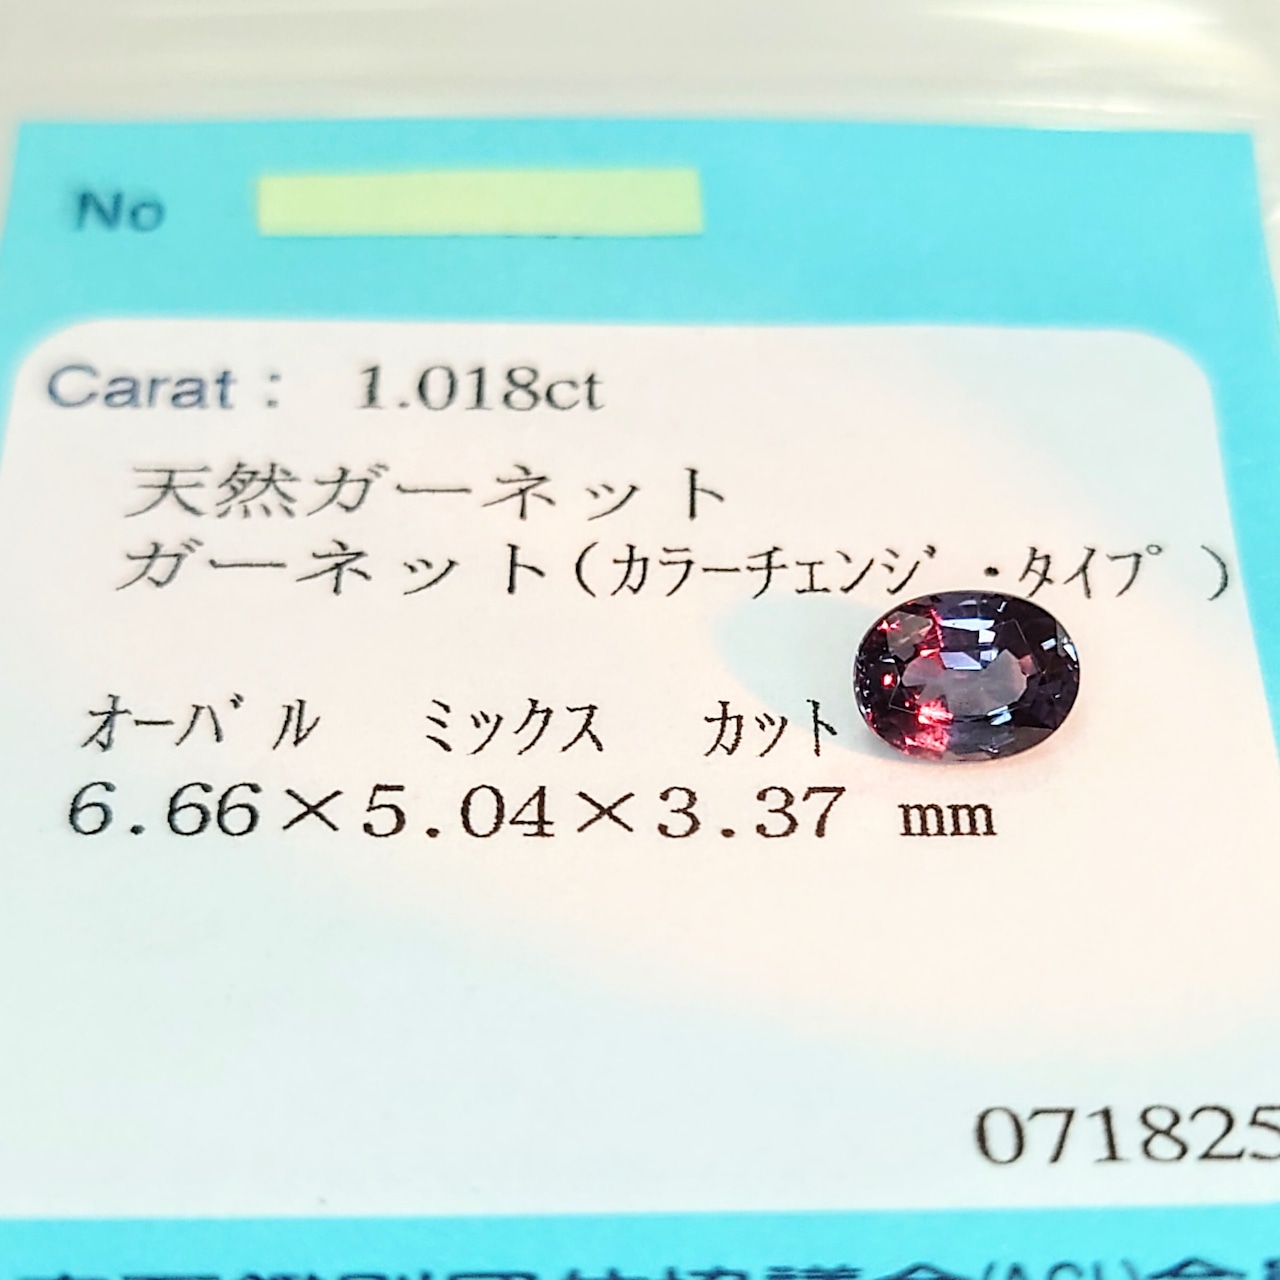 No
Carat： 1.018ct
天然ガーネット
ガーネット(ｶﾗｰﾁｪﾝｼﾞ・ﾀｲﾌﾟ)
ｵｰﾊﾞﾙ ﾐｯｸｽ ｶｯﾄ
6.66×5.04×3.37 mm
071825